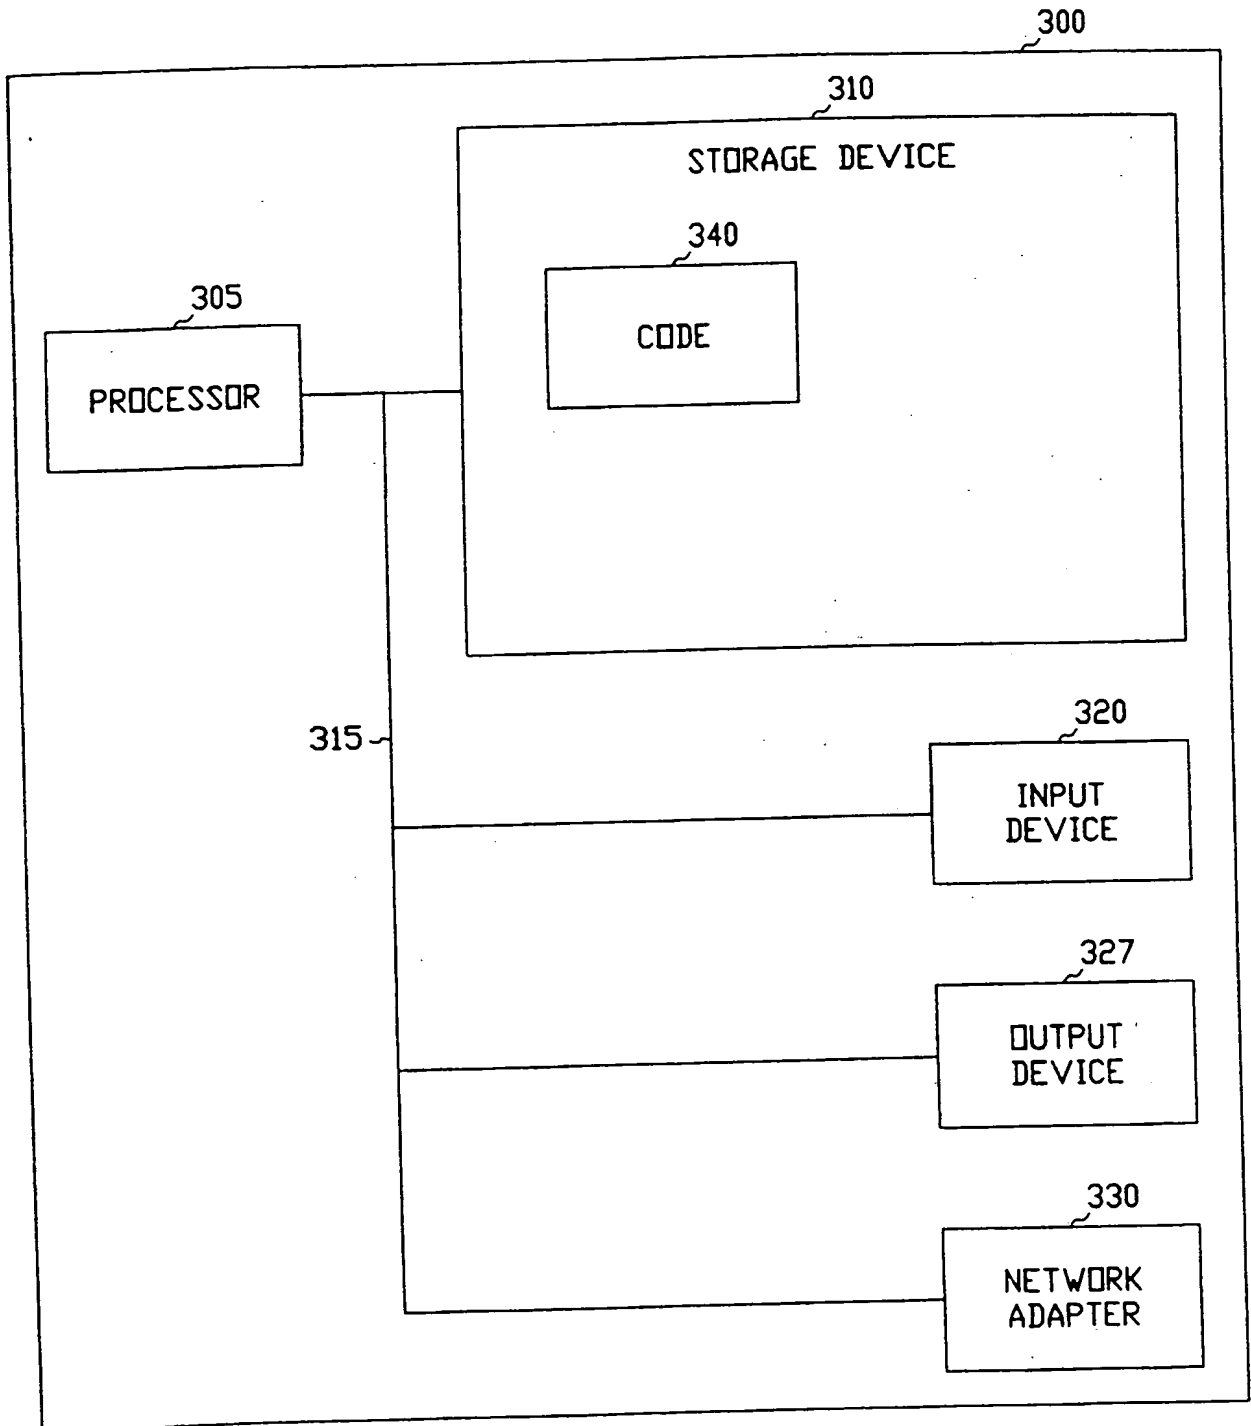 300
310
STORAGE DEVICE
340
CODE
305
PROCESSOR
315
320
INPUT
DEVICE
327
OUTPUT
DEVICE
330
NETWORK
ADAPTER